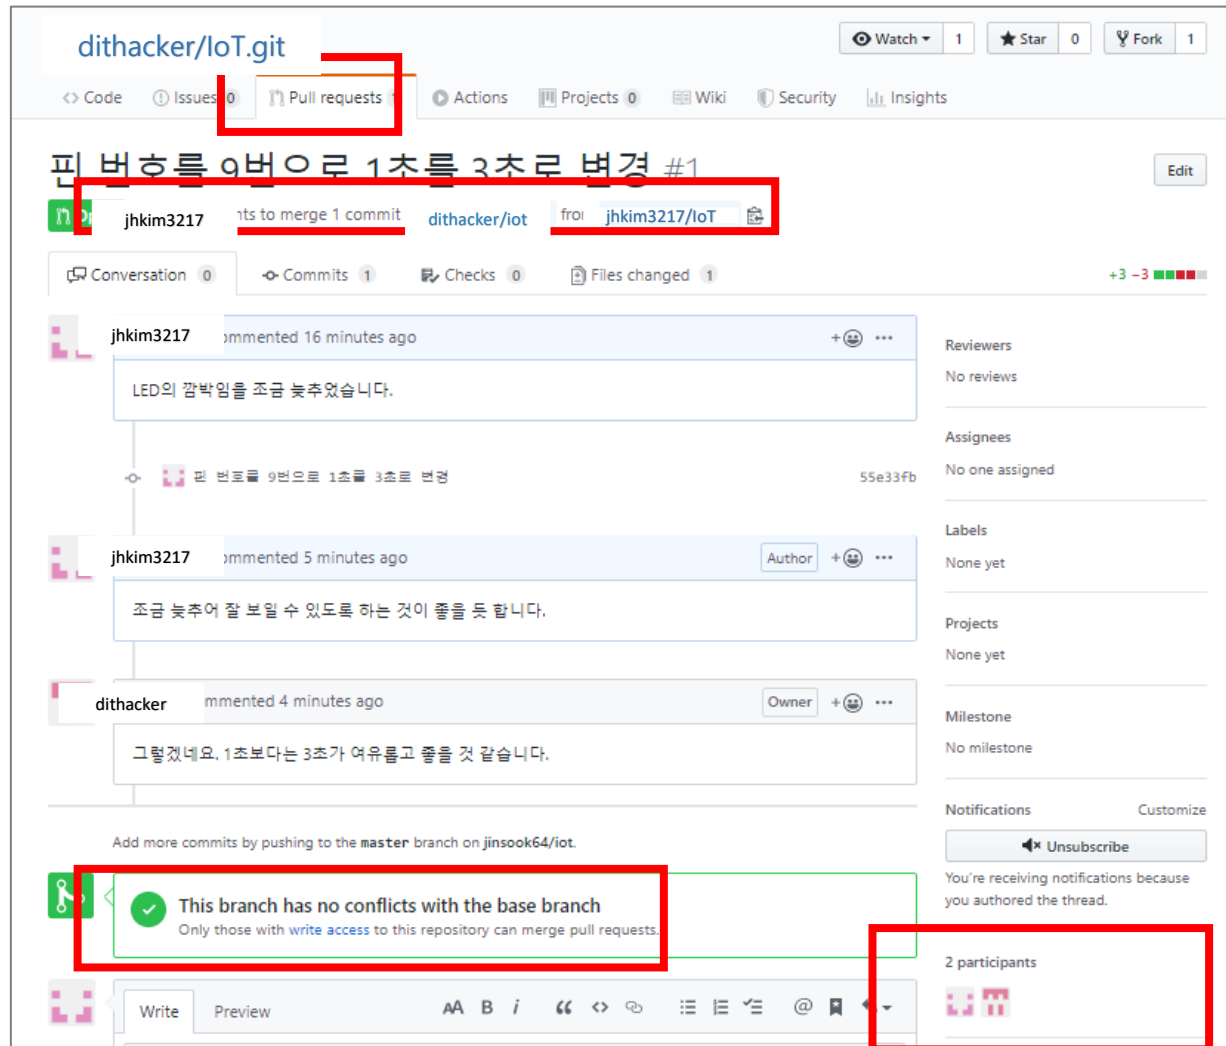 dithacker/IoT.git
Watch 1 Star 0 Fork 1
Code Issues 0 Pull requests Actions Projects 0 Wiki Security Insights
핀 번호를 9번으로 1초를 3초로 변경 #1
Edit
jhkim3217 nts to merge 1 commit dithacker/iot from jhkim3217/IoT
Conversation 0 Commits 1 Checks 0 Files changed 1
+3 −3
jhkim3217 ommented 16 minutes ago
LED의 깜박임을 조금 늦추었습니다.
핀 번호를 9번으로 1초를 3초로 변경 55e33fb
jhkim3217 ommented 5 minutes ago Author
조금 늦추어 잘 보일 수 있도록 하는 것이 좋을 듯 합니다.
dithacker mmented 4 minutes ago Owner
그렇겠네요. 1초보다는 3초가 여유롭고 좋을 것 같습니다.
Add more commits by pushing to the master branch on jinsook64/iot.
This branch has no conflicts with the base branch
Only those with write access to this repository can merge pull requests.
Write Preview AA B i
Reviewers
No reviews
Assignees
No one assigned
Labels
None yet
Projects
None yet
Milestone
No milestone
Notifications Customize
Unsubscribe
You're receiving notifications because
you authored the thread.
2 participants